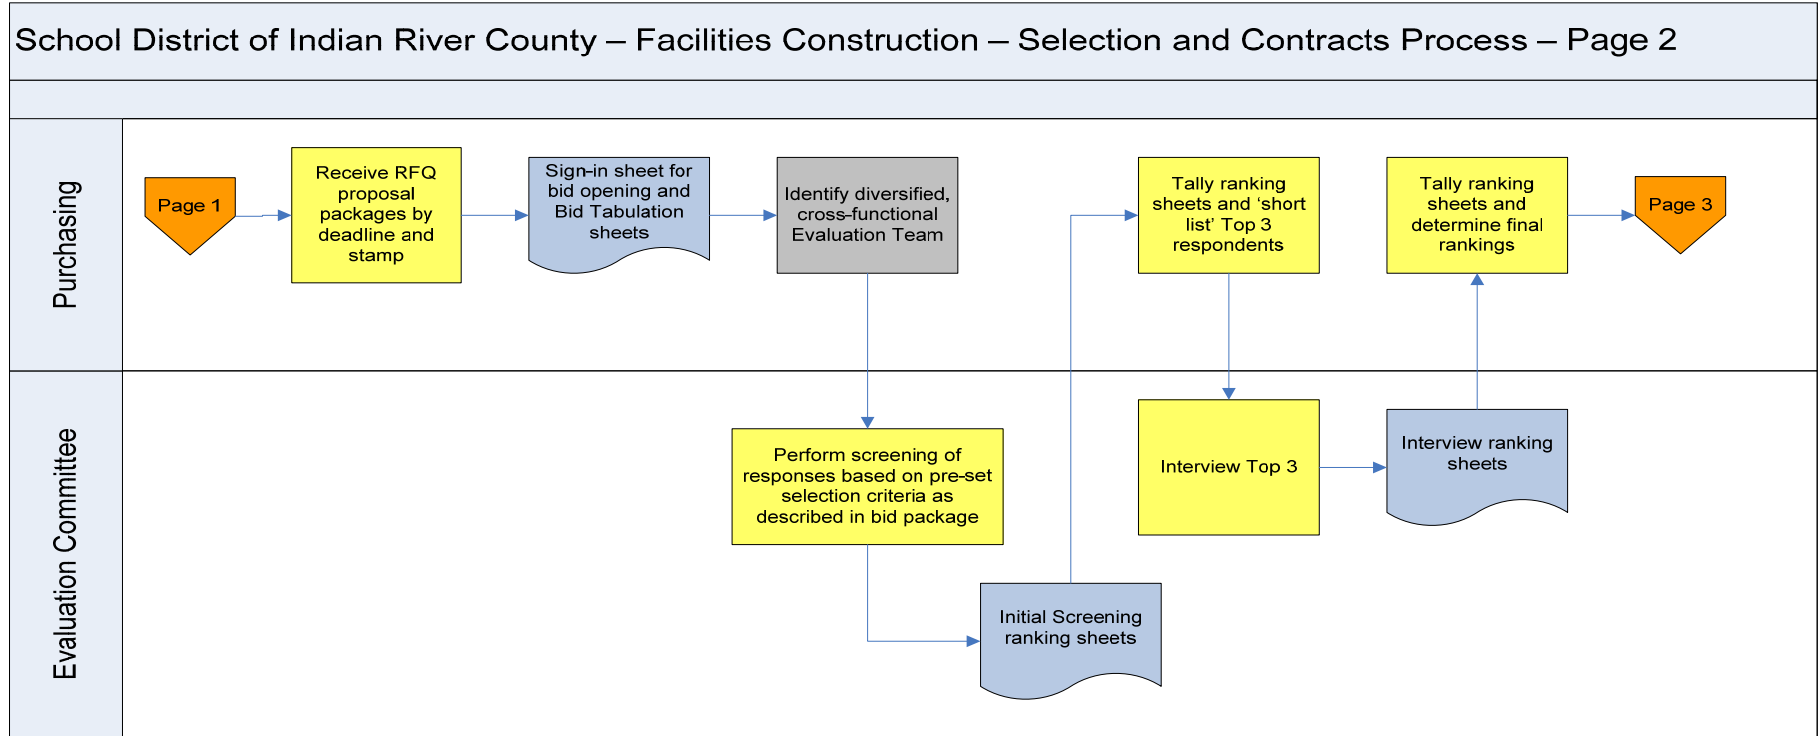 School District of Indian River County – Facilities Construction – Selection and Contracts Process – Page 2
Purchasing
Page 1
Receive RFQ
proposal
packages by
deadline and
stamp
Sign-in sheet for
bid opening and
Bid Tabulation
sheets
Identify diversified,
cross-functional
Evaluation Team
Tally ranking
sheets and ‘short
list’ Top 3
respondents
Tally ranking
sheets and
determine final
rankings
Page 3
Evaluation Committee
Perform screening of
responses based on pre-set
selection criteria as
described in bid package
Initial Screening
ranking sheets
Interview Top 3
Interview ranking
sheets